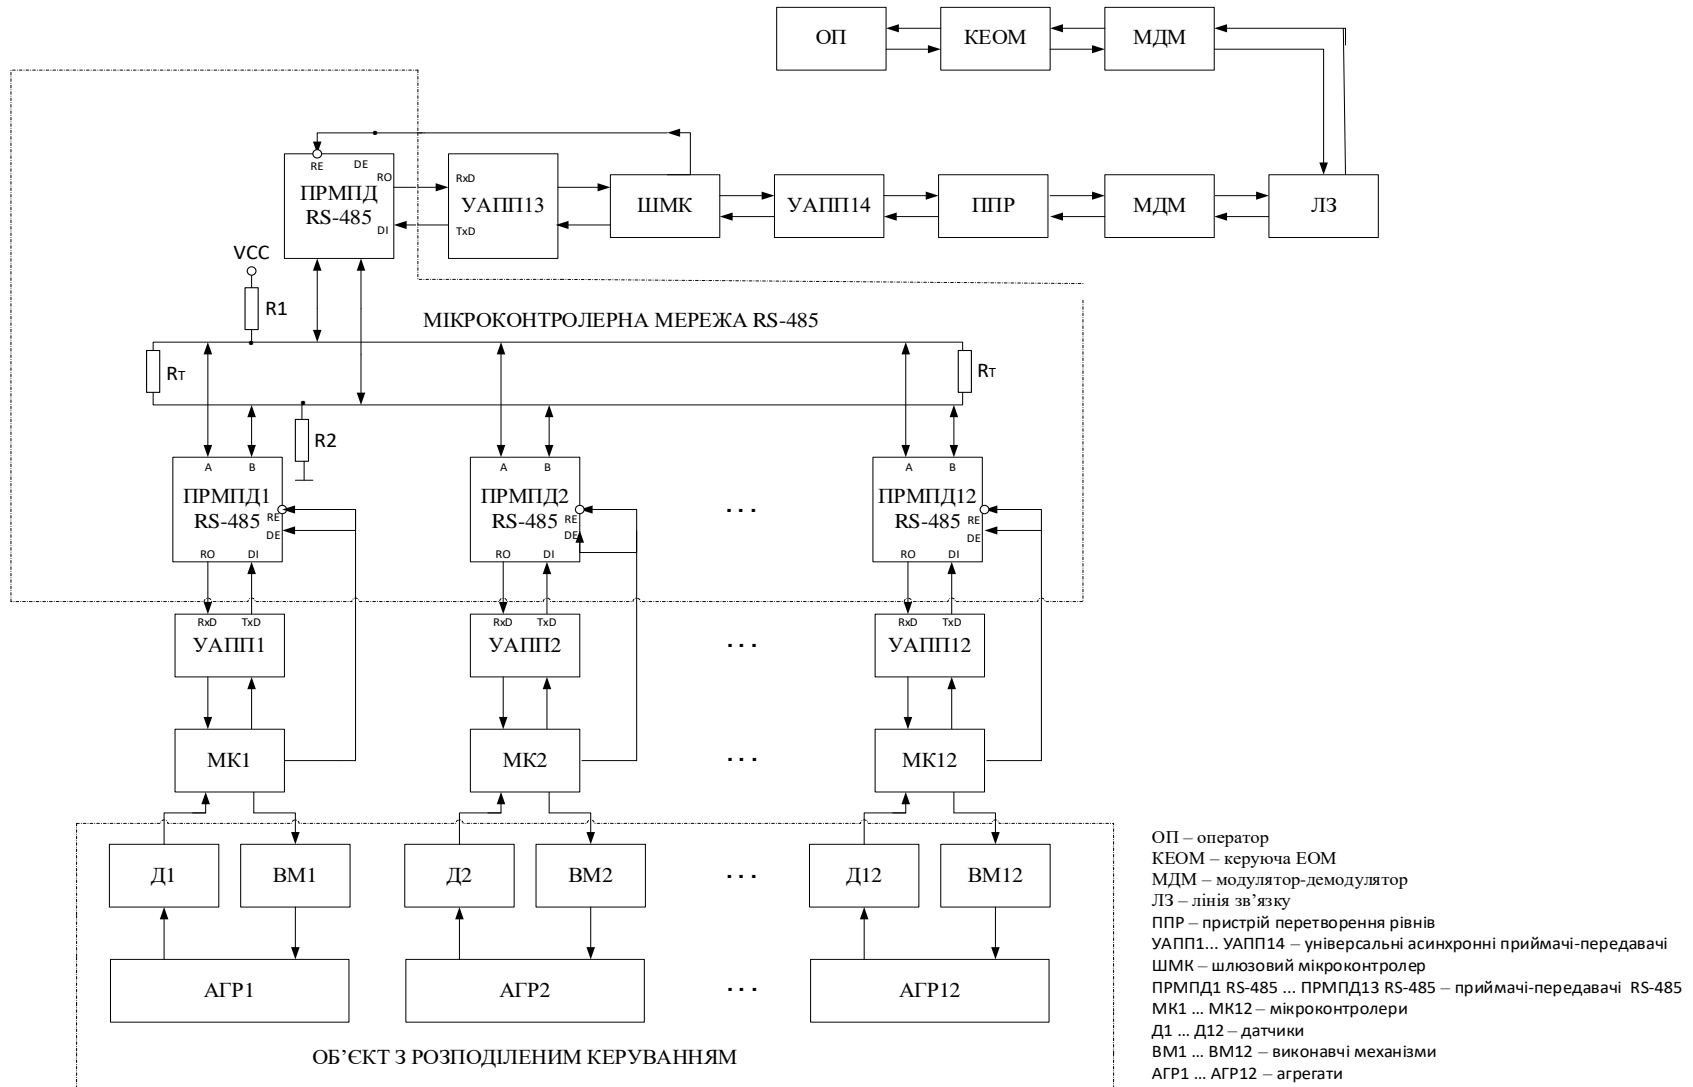 ОП
КЕОМ
МДМ
RE
DE
RO
ПРМПД
RS-485
DI
RxD
УАПП13
TxD
ШМК
УАПП14
ППР
МДМ
ЛЗ
VCC
R1
МІКРОКОНТРОЛЕРНА МЕРЕЖА RS-485
RТ
RТ
R2
A
B
ПРМПД1
RS-485
RE
DE
RO
DI
A
B
ПРМПД2
RS-485
RE
DE
RO
DI
...
A
B
ПРМПД12
RS-485
RE
DE
RO
DI
RxD
TxD
УАПП1
RxD
TxD
УАПП2
...
RxD
TxD
УАПП12
МК1
МК2
...
МК12
Д1
ВМ1
Д2
ВМ2
...
Д12
ВМ12
АГР1
АГР2
...
АГР12
ОБ’ЄКТ З РОЗПОДІЛЕНИМ КЕРУВАННЯМ
ОП – оператор
КЕОМ – керуюча ЕОМ
МДМ – модулятор-демодулятор
ЛЗ – лінія зв’язку
ППР – пристрій перетворення рівнів
УАПП1... УАПП14 – універсальні асинхронні приймачі-передавачі
ШМК – шлюзовий мікроконтролер
ПРМПД1 RS-485 ... ПРМПД13 RS-485 – приймачі-передавачі RS-485
МК1 ... МК12 – мікроконтролери
Д1 ... Д12 – датчики
ВМ1 ... ВМ12 – виконавчі механізми
АГР1 ... АГР12 – агрегати